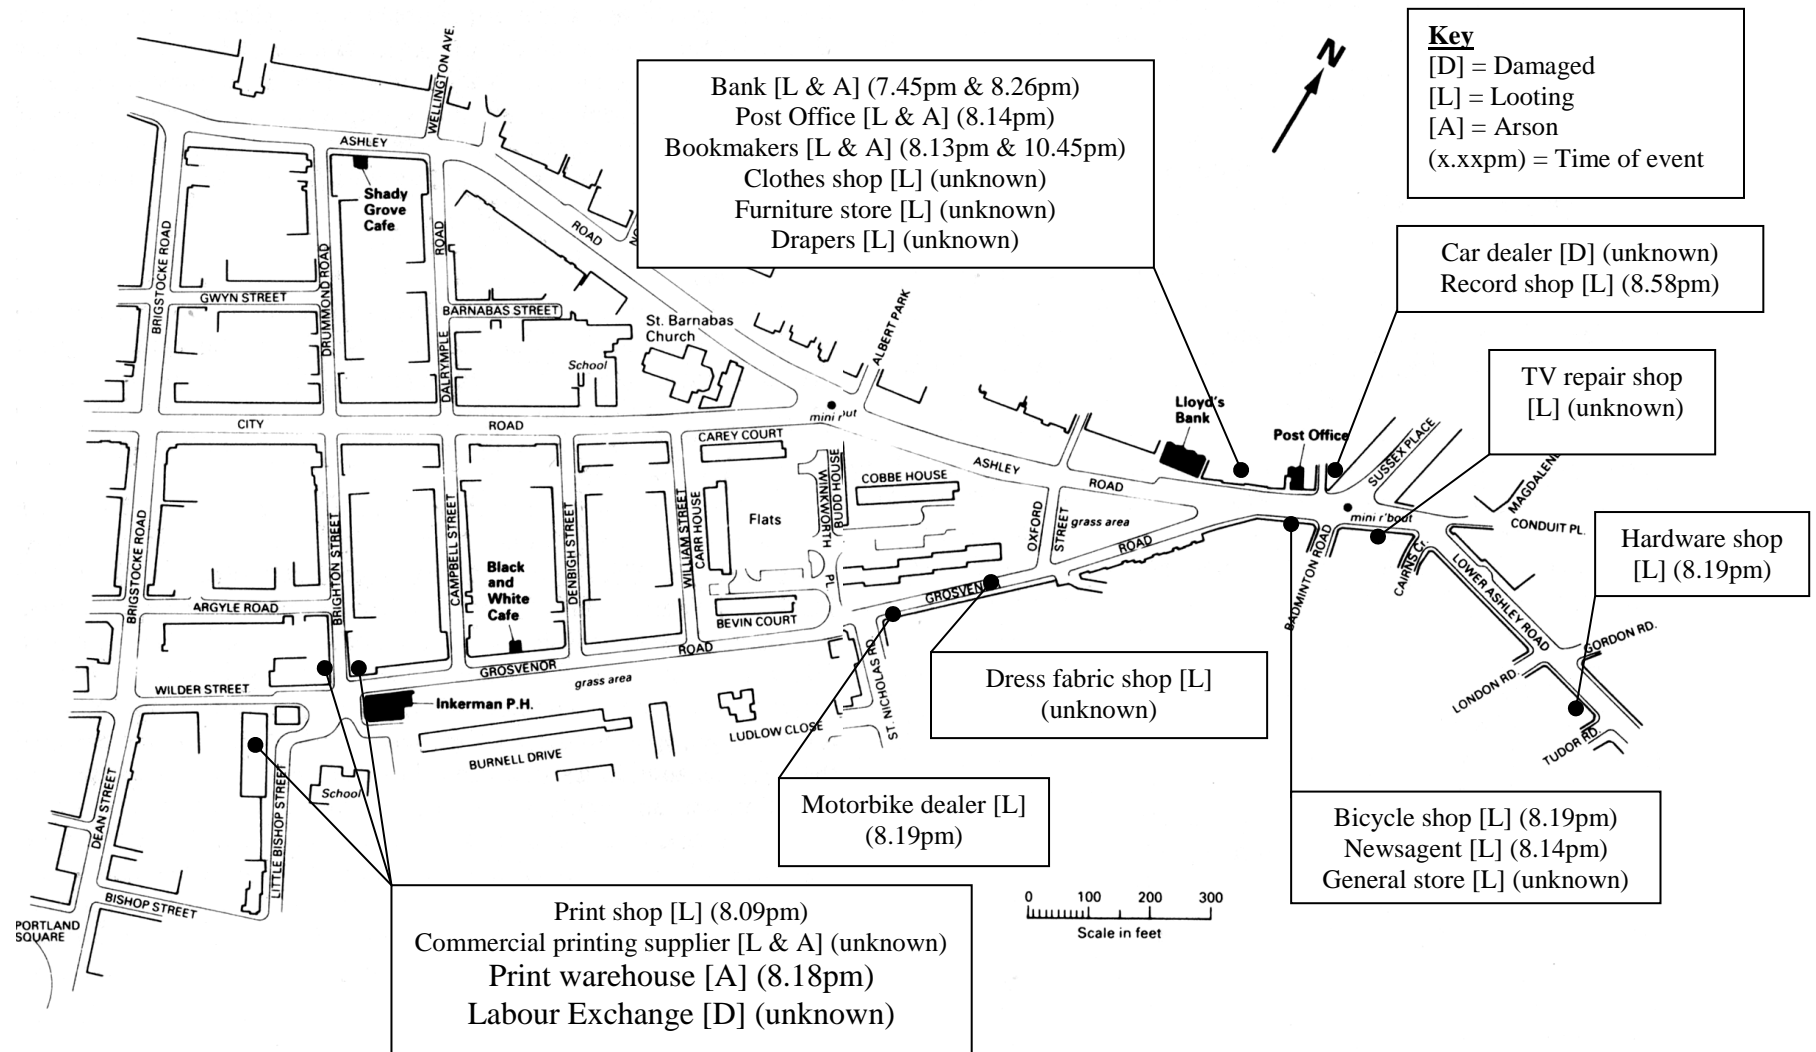 WELLINGTON AVE.
N
Key
[D] = Damaged
[L] = Looting
[A] = Arson
(x.xxpm) = Time of event
Bank [L & A] (7.45pm & 8.26pm)
Post Office [L & A] (8.14pm)
Bookmakers [L & A] (8.13pm & 10.45pm)
Clothes shop [L] (unknown)
Furniture store [L] (unknown)
Drapers [L] (unknown)
Car dealer [D] (unknown)
Record shop [L] (8.58pm)
TV repair shop
[L] (unknown)
Hardware shop
[L] (8.19pm)
ASHLEY
ROAD
Shady
Grove
Cafe
BRIGSTOCKE ROAD
DRUMMOND ROAD
DALRYMPLE
ROAD
GWYN STREET
BARNABAS STREET
St. Barnabas
Church
School
ALBERT PARK
mini r'out
CITY
ROAD
CAREY COURT
ASHLEY
ROAD
Lloyd's
Bank
Post Office
SUSSEX PLACE
MAGDALENE
mini r'bout
CONDUIT PL.
COBBE HOUSE
BUDD HOUSE
WINKWORTH
PL.
Flats
CARR HOUSE
WILLIAM STREET
DENBIGH STREET
CAMPBELL STREET
BRIGHTON STREET
BRIGSTOCKE ROAD
OXFORD
STREET
grass area
ROAD
GROSVENOR
BADMINTON ROAD
CAIRNS Cr.
LOWER ASHLEY ROAD
GORDON RD.
LONDON RD.
TUDOR RD.
Black
and
White
Cafe
ARGYLE ROAD
BEVIN COURT
GROSVENOR
ROAD
grass area
WILDER STREET
Inkerman P.H.
ST. NICHOLAS RD
LUDLOW CLOSE
BURNELL DRIVE
School
DEAN STREET
LITTLE BISHOP STREET
BISHOP STREET
PORTLAND
SQUARE
Dress fabric shop [L]
(unknown)
Motorbike dealer [L]
(8.19pm)
Bicycle shop [L] (8.19pm)
Newsagent [L] (8.14pm)
General store [L] (unknown)
Print shop [L] (8.09pm)
Commercial printing supplier [L & A] (unknown)
Print warehouse [A] (8.18pm)
Labour Exchange [D] (unknown)
0 100 200 300
Scale in feet